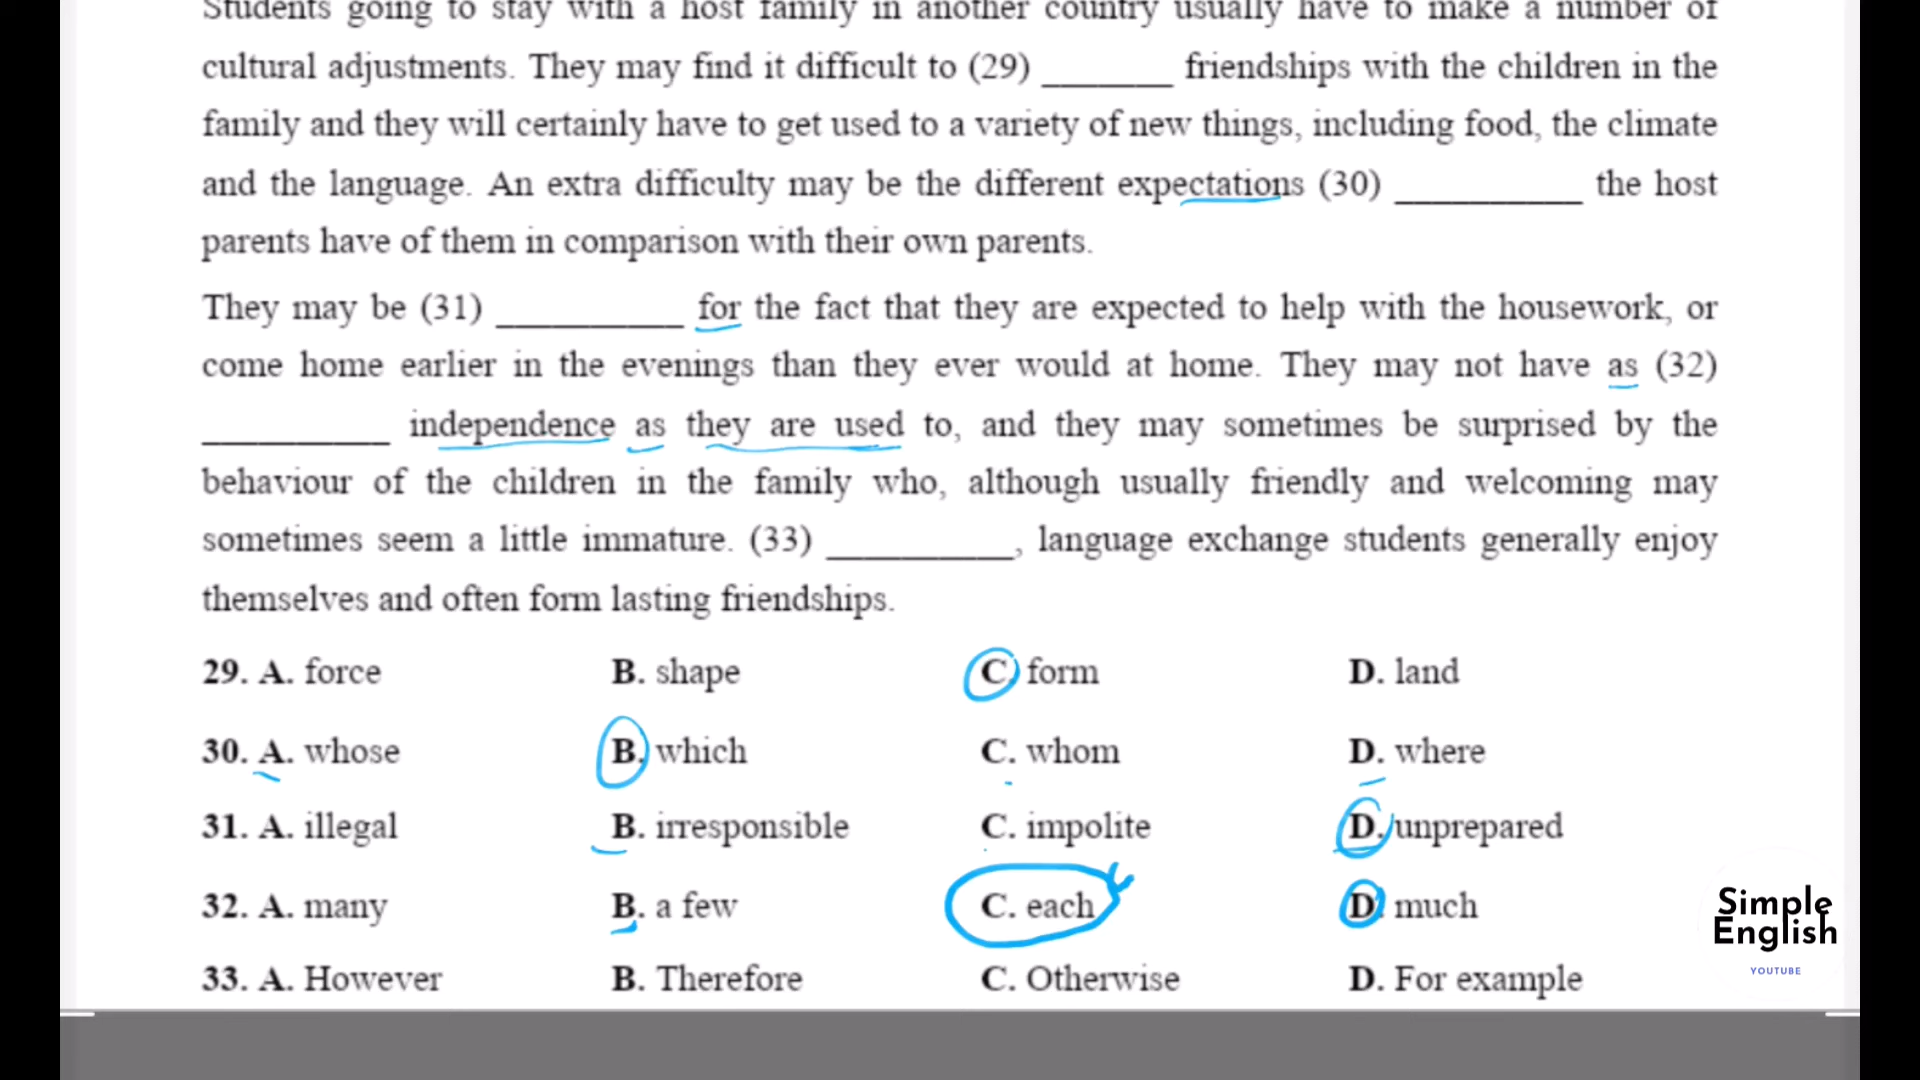 Students going to stay with a host family in another country usually have to make a number of
cultural adjustments. They may find it difficult to (29) _______ friendships with the children in the
family and they will certainly have to get used to a variety of new things, including food, the climate
and the language. An extra difficulty may be the different expectations (30) __________ the host
parents have of them in comparison with their own parents.
They may be (31) __________ for the fact that they are expected to help with the housework, or
come home earlier in the evenings than they ever would at home. They may not have as (32)
__________ independence as they are used to, and they may sometimes be surprised by the
behaviour of the children in the family who, although usually friendly and welcoming may
sometimes seem a little immature. (33) __________, language exchange students generally enjoy
themselves and often form lasting friendships.
29. A. force B. shape C. form D. land
30. A. whose B. which C. whom D. where
31. A. illegal B. irresponsible C. impolite D. unprepared
32. A. many B. a few C. each D. much
33. A. However B. Therefore C. Otherwise D. For example
Simple
English
YOUTUBE